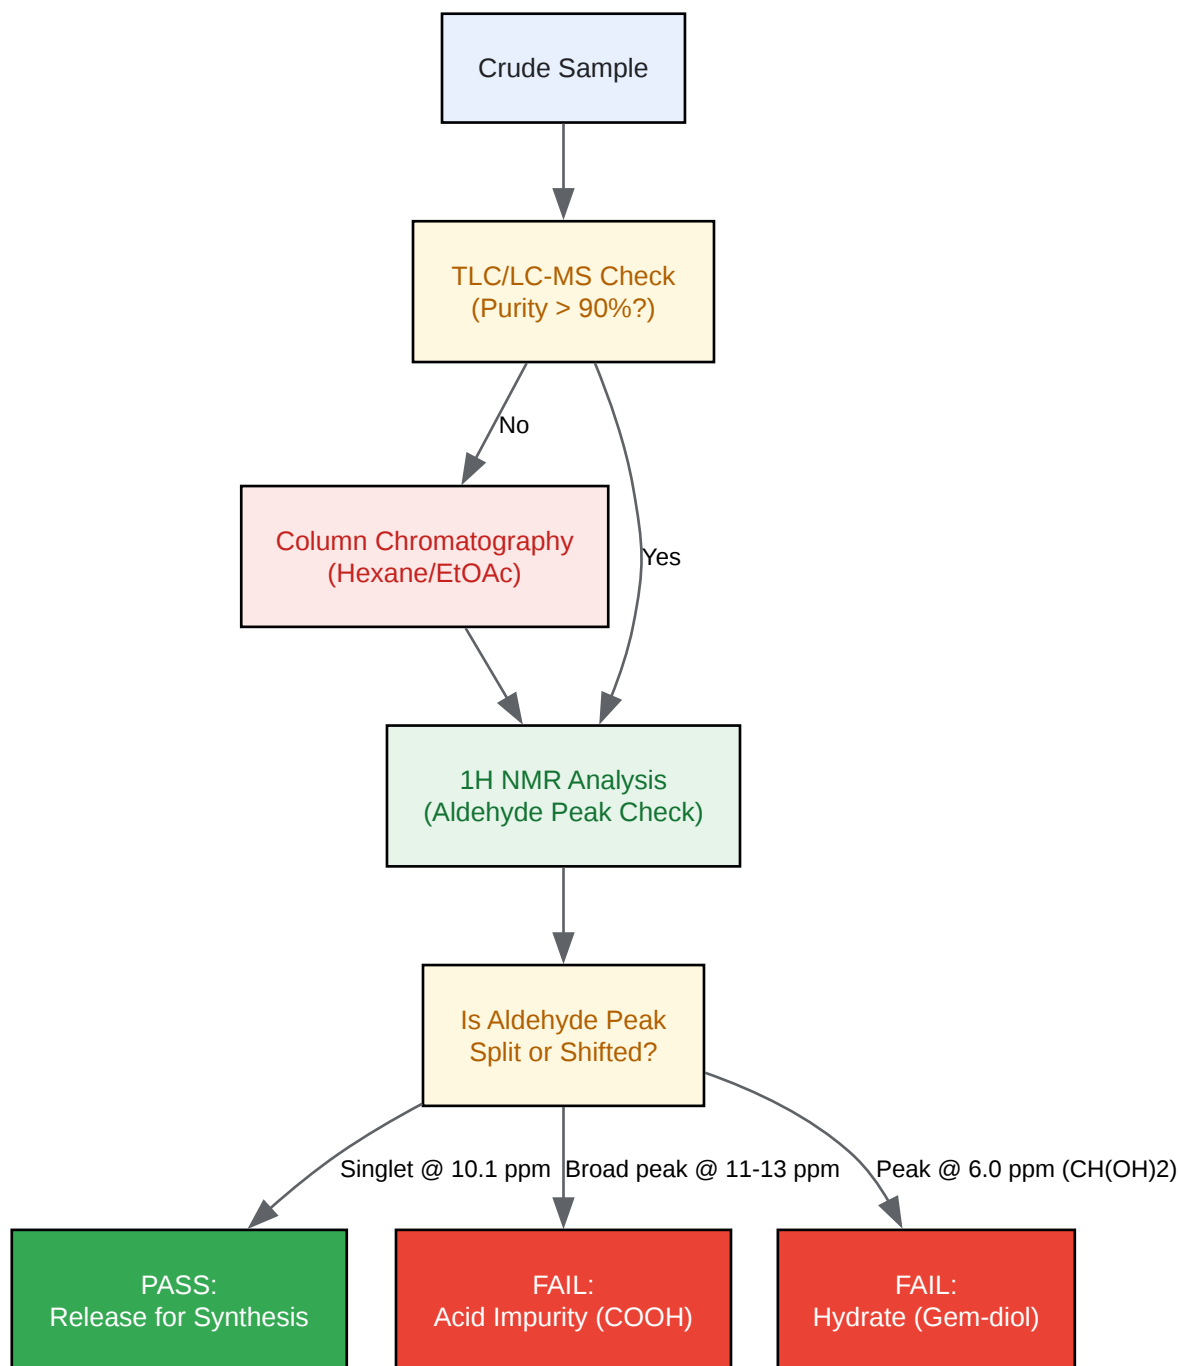 Crude Sample
TLC/LC-MS Check
(Purity > 90%?)
No
Column Chromatography
(Hexane/EtOAc)
Yes
1H NMR Analysis
(Aldehyde Peak Check)
Is Aldehyde Peak
Split or Shifted?
Singlet @ 10.1 ppm
Broad peak @ 11-13 ppm
Peak @ 6.0 ppm (CH(OH)2)
PASS:
Release for Synthesis
FAIL:
Acid Impurity (COOH)
FAIL:
Hydrate (Gem-diol)